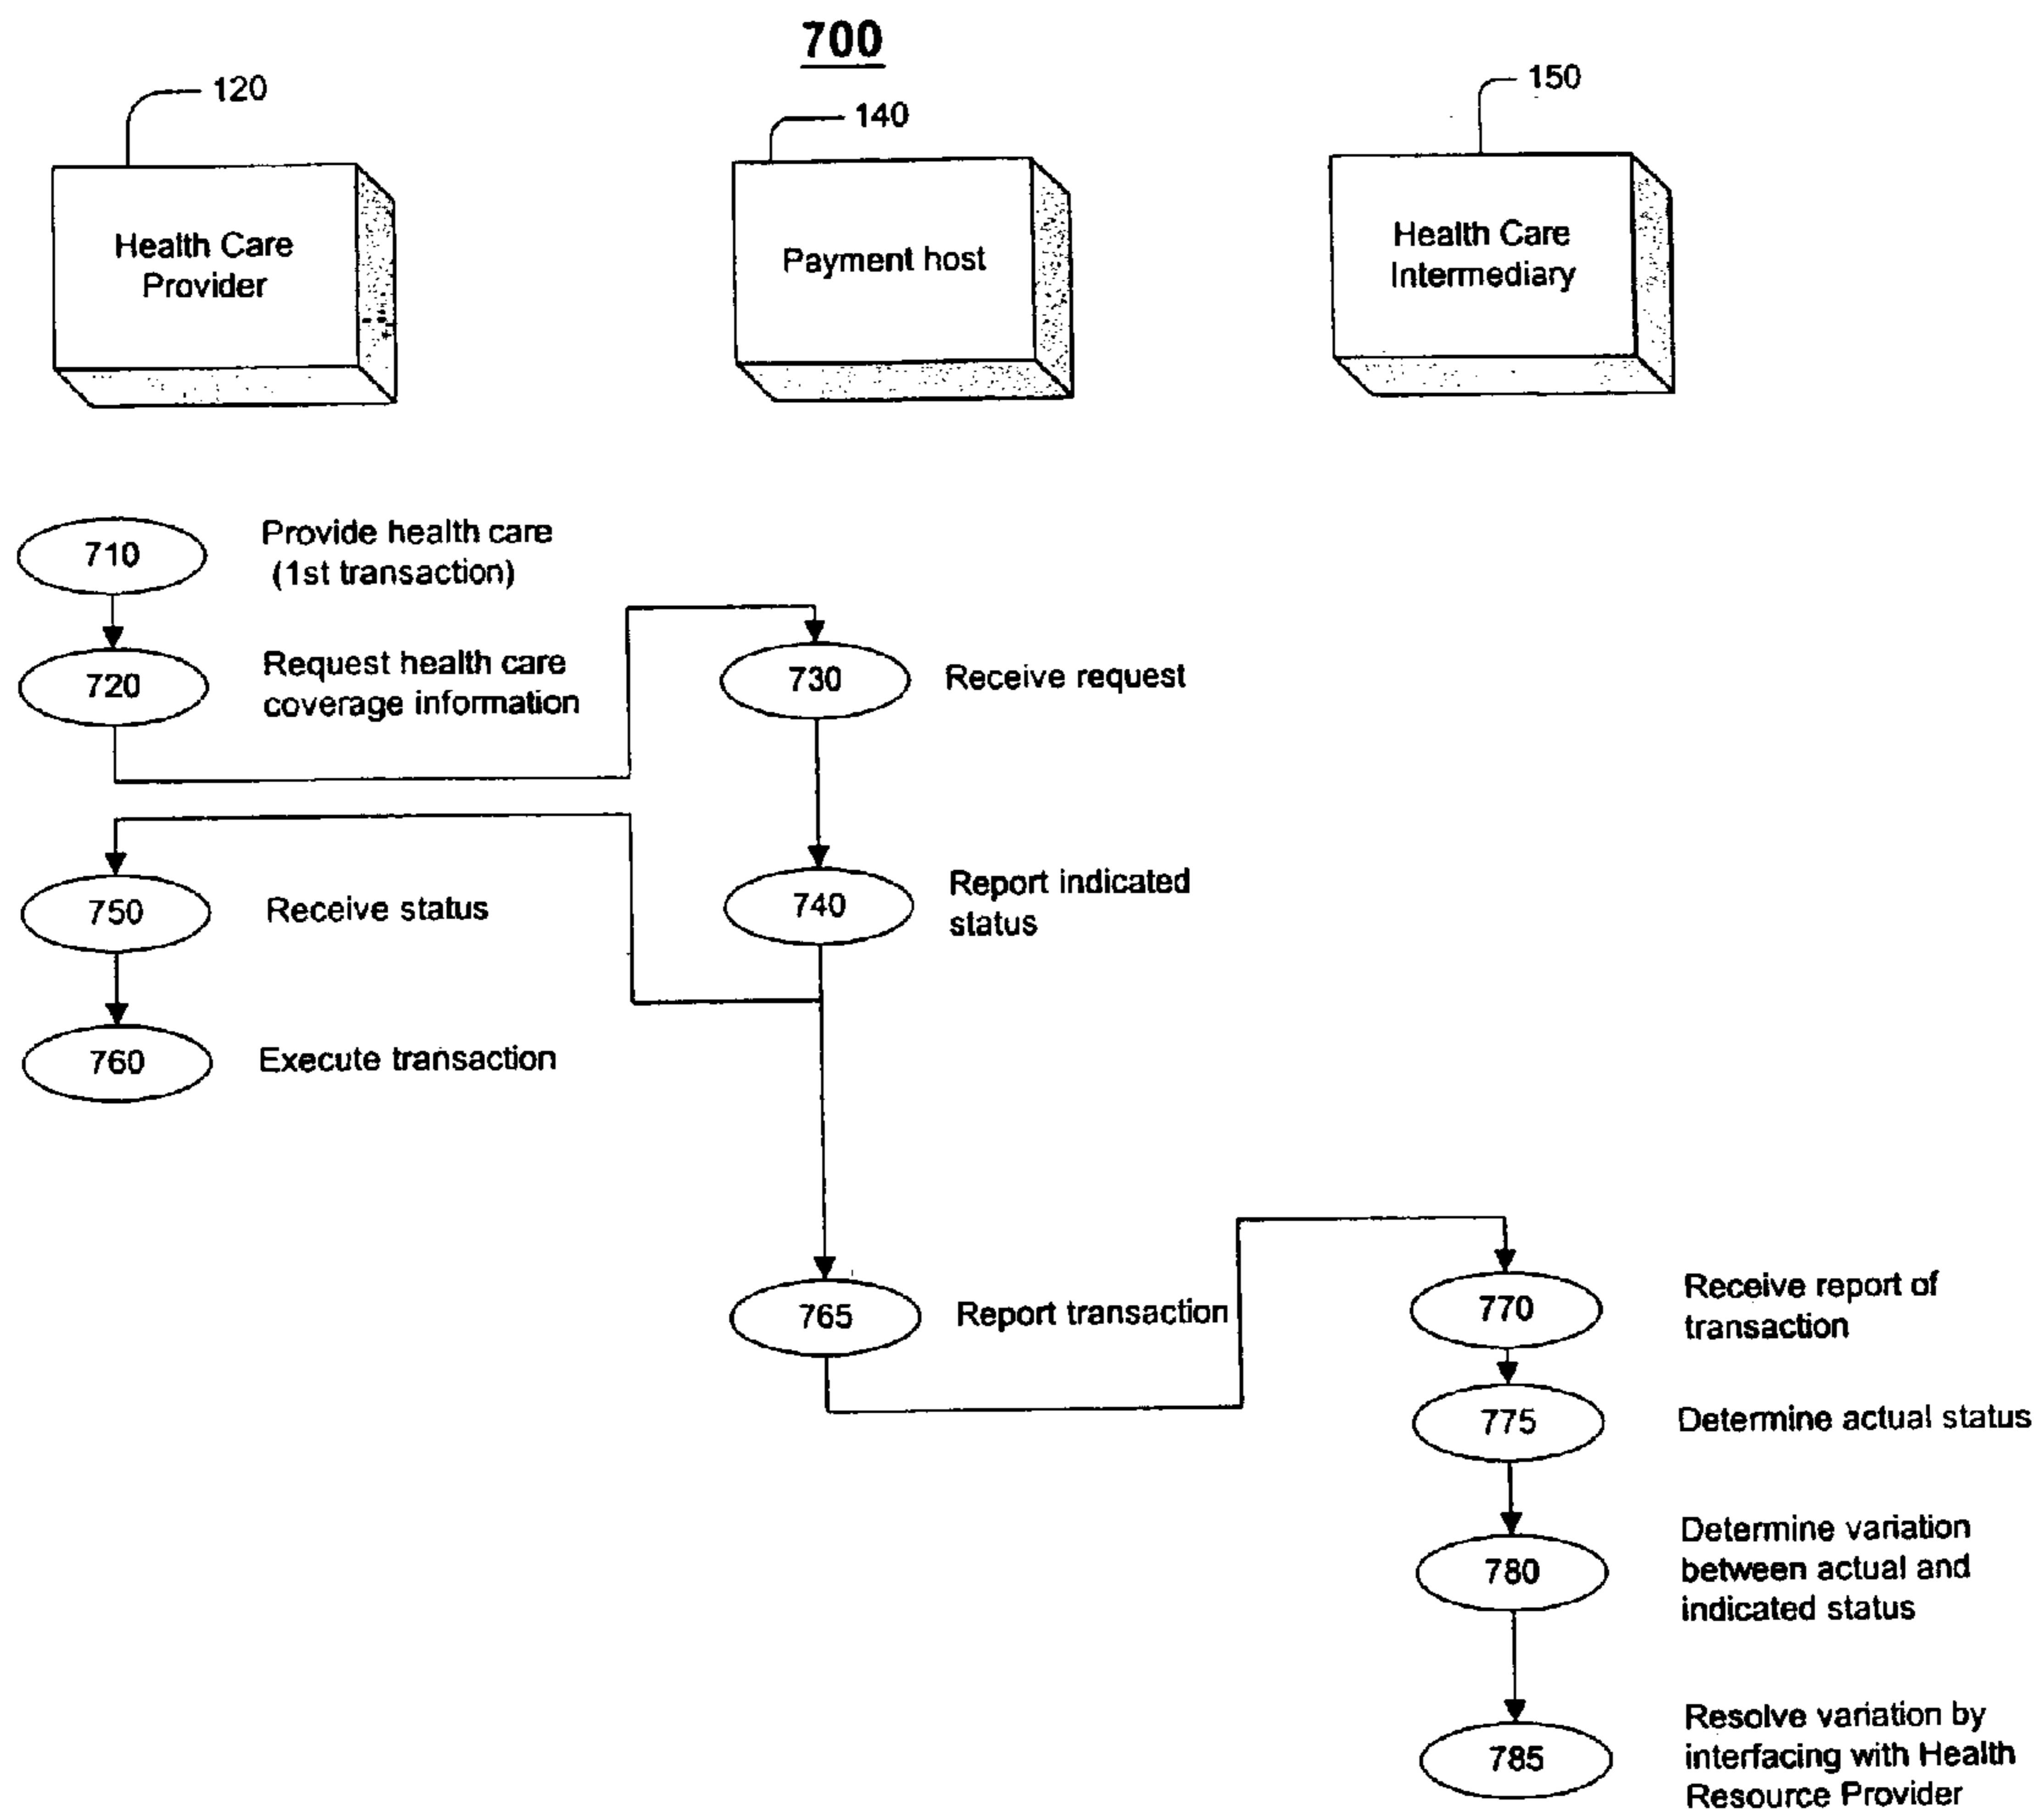 700
120
140
150
Health Care
Provider
Payment host
Health Care
Intermediary
710
Provide health care
(1st transaction)
720
Request health care
coverage information
730
Receive request
740
Report indicated
status
750
Receive status
760
Execute transaction
765
Report transaction
770
Receive report of
transaction
775
Determine actual status
780
Determine variation
between actual and
indicated status
785
Resolve variation by
interfacing with Health
Resource Provider